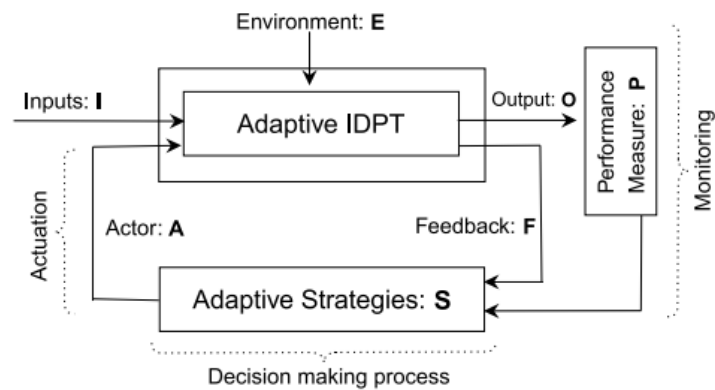 Environment: E
Inputs: I
Adaptive IDPT
Output: O
Performance
Measure: P
Monitoring
Actuation
Actor: A
Feedback: F
Adaptive Strategies: S
Decision making process